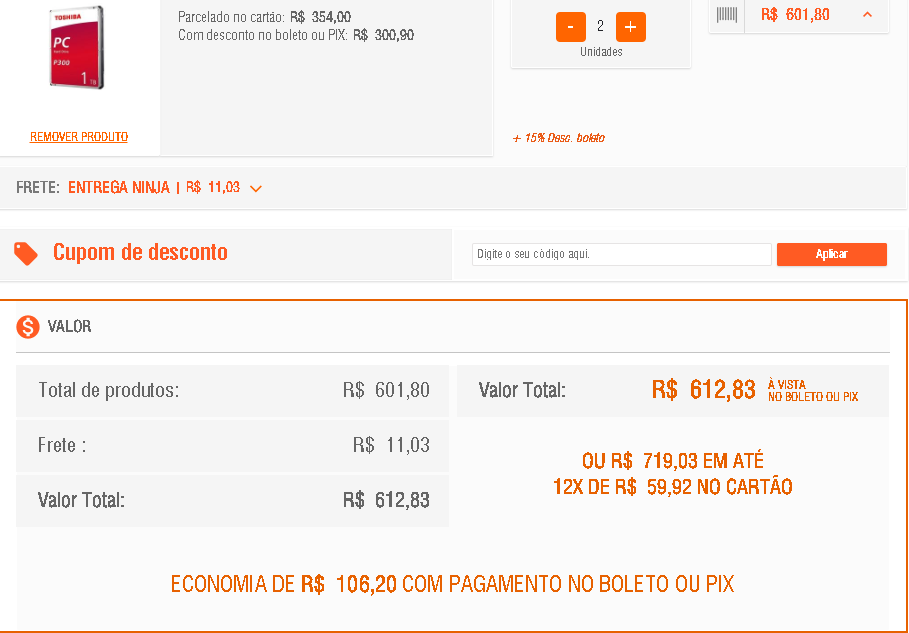 TOSHIBA
PC
P300
1 TB
REMOVER PRODUTO
Parcelado no cartão: R$ 354,00
Com desconto no boleto ou PIX: R$ 300,90
- 2 +
Unidades
R$ 601,80
+ 15% Desc. boleto
FRETE: ENTREGA NINJA | R$ 11,03
Cupom de desconto
Digite o seu código aqui.
Aplicar
$ VALOR
Total de produtos: R$ 601,80
Frete : R$ 11,03
Valor Total: R$ 612,83
Valor Total: R$ 612,83 À VISTA
NO BOLETO OU PIX
OU R$ 719,03 EM ATÉ
12X DE R$ 59,92 NO CARTÃO
ECONOMIA DE R$ 106,20 COM PAGAMENTO NO BOLETO OU PIX